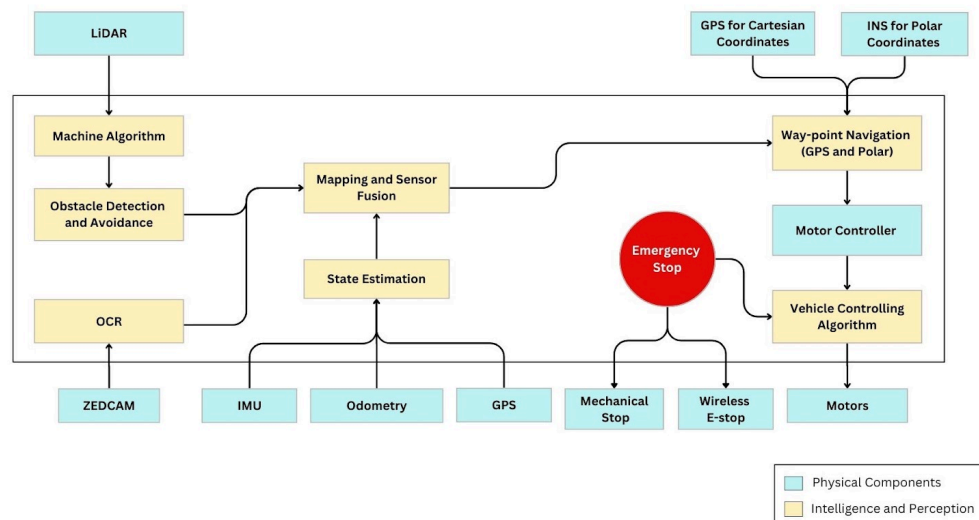 LiDAR
GPS for Cartesian
Coordinates
INS for Polar
Coordinates
Machine Algorithm
Way-point Navigation
(GPS and Polar)
Mapping and Sensor
Fusion
Obstacle Detection
and Avoidance
Motor Controller
Emergency
Stop
State Estimation
OCR
Vehicle Controlling
Algorithm
ZEDCAM
IMU
Odometry
GPS
Mechanical
Stop
Wireless
E-stop
Motors
Physical Components
Intelligence and Perception